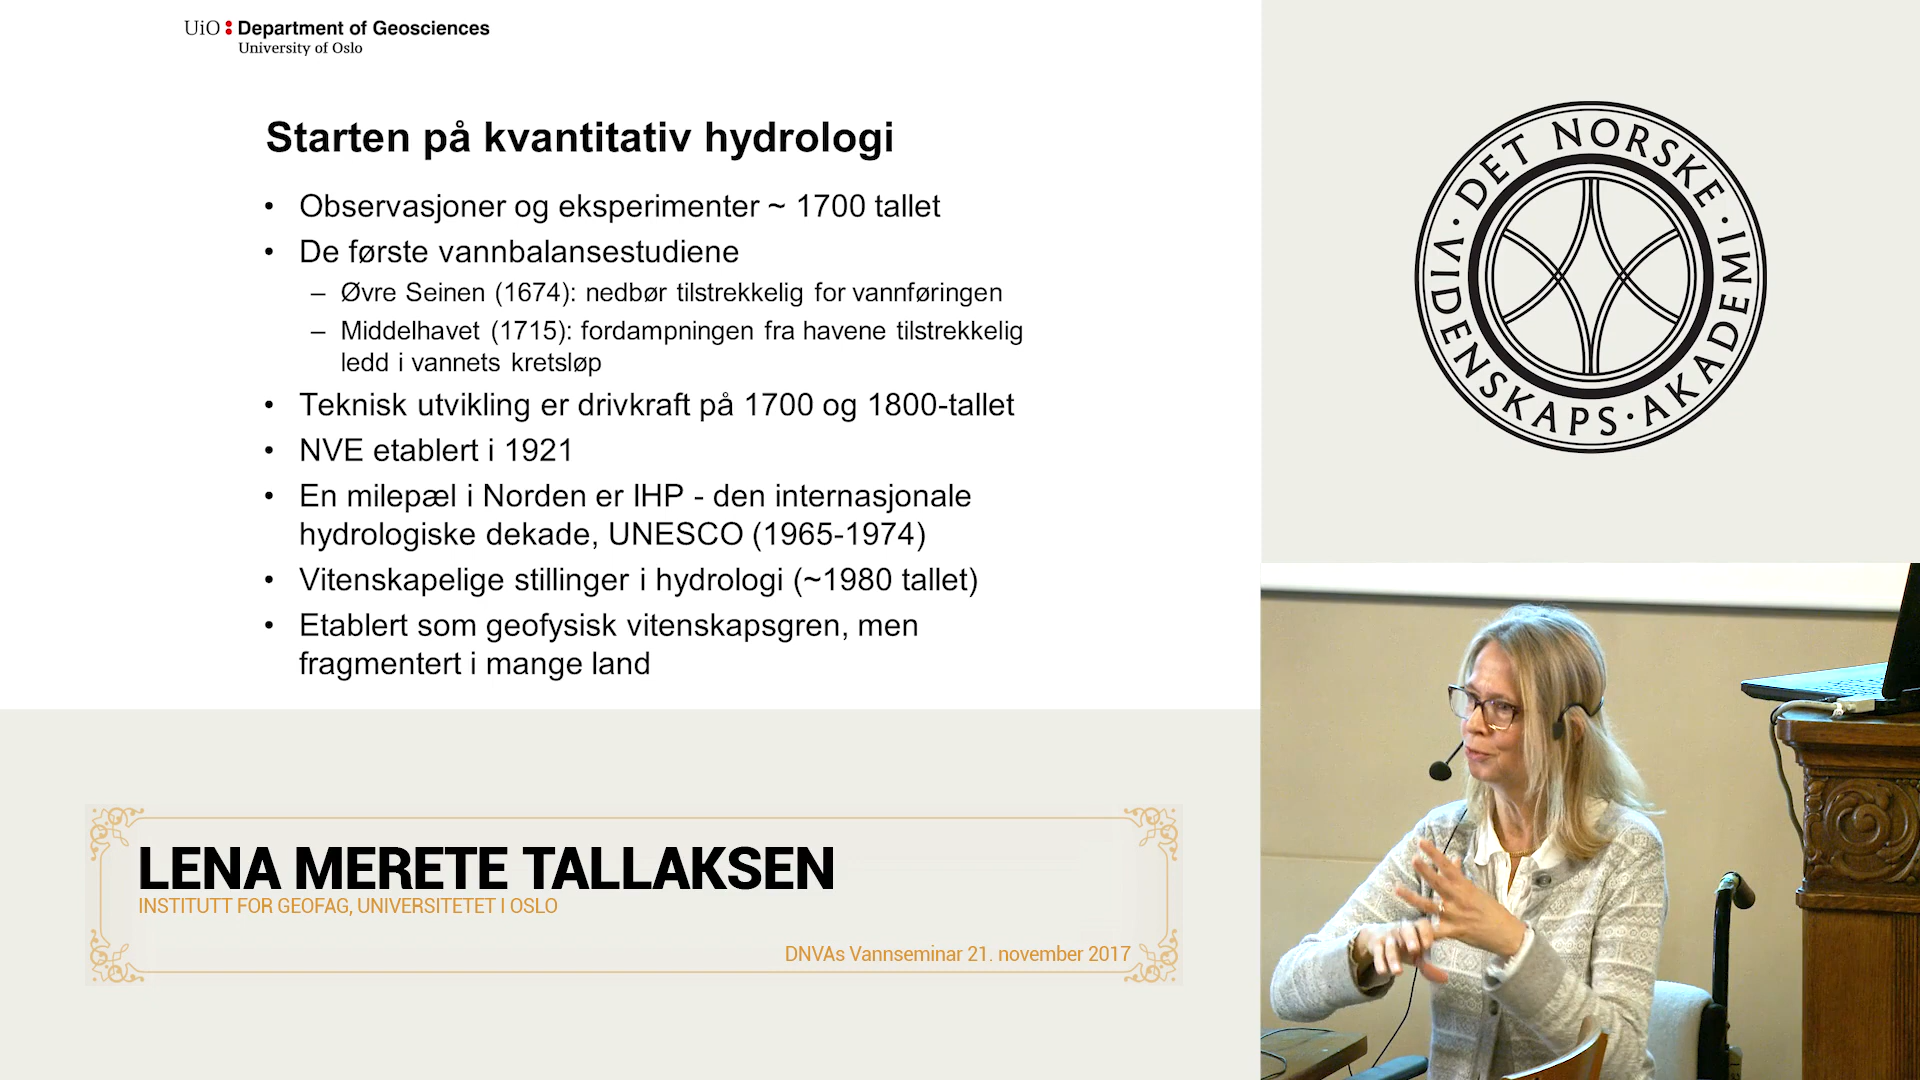 UiO Department of Geosciences
University of Oslo
Starten på kvantitativ hydrologi
• Observasjoner og eksperimenter ~ 1700 tallet
• De første vannbalansestudiene
– Øvre Seinen (1674): nedbør tilstrekkelig for vannføringen
– Middelhavet (1715): fordampningen fra havene tilstrekkelig
ledd i vannets kretsløp
• Teknisk utvikling er drivkraft på 1700 og 1800-tallet
• NVE etablert i 1921
• En milepæl i Norden er IHP - den internasjonale
hydrologiske dekade, UNESCO (1965-1974)
• Vitenskapelige stillinger i hydrologi (~1980 tallet)
• Etablert som geofysisk vitenskapsgren, men
fragmentert i mange land
DET NORSKE · VIDENSKAPS · AKADEMI ·
LENA MERETE TALLAKSEN
INSTITUTT FOR GEOFAG, UNIVERSITETET I OSLO
DNVAs Vannseminar 21. november 2017